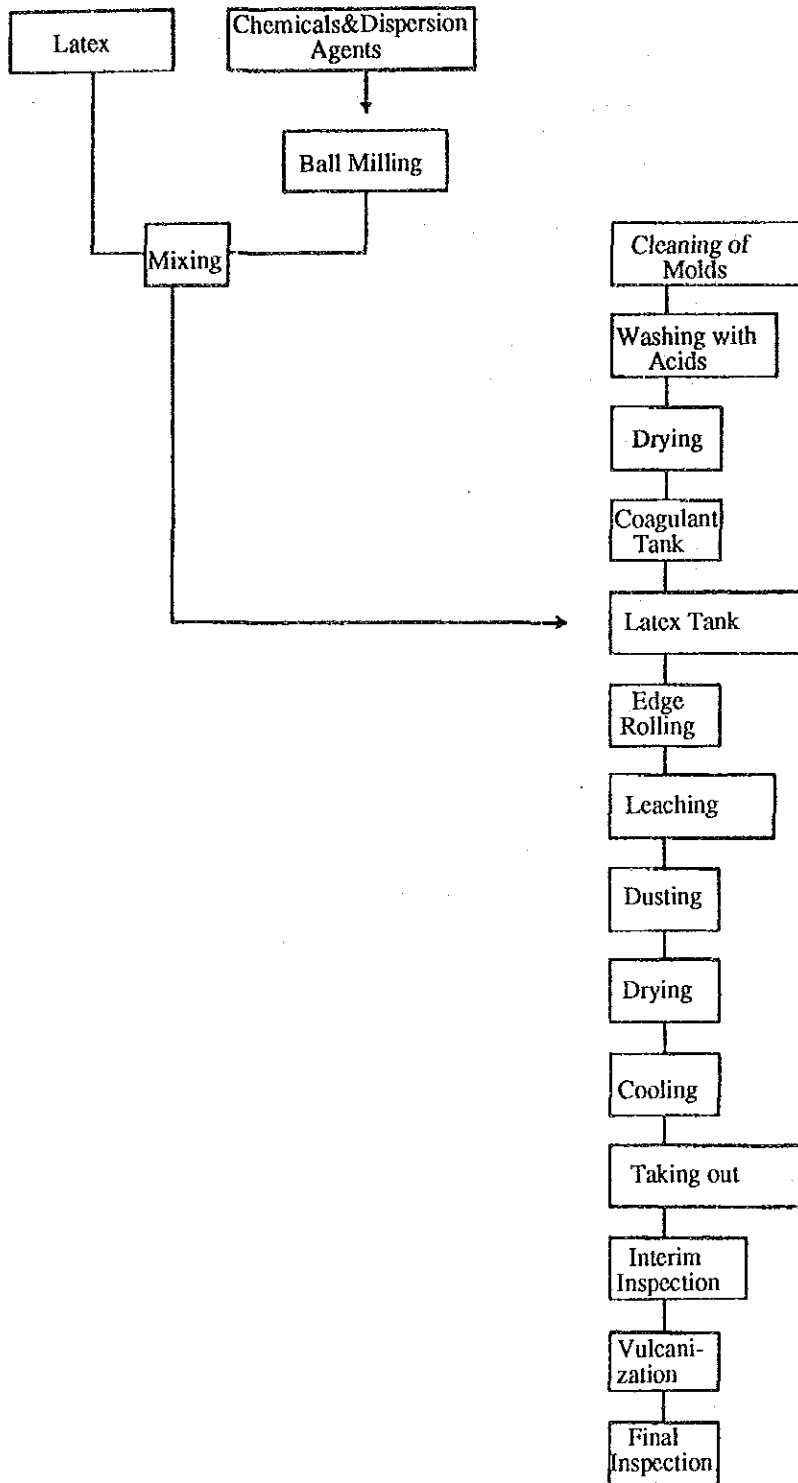 Latex
Chemicals&Dispersion
Agents
Ball Milling
Mixing
Cleaning of
Molds
Washing with
Acids
Drying
Coagulant
Tank
Latex Tank
Edge
Rolling
Leaching
Dusting
Drying
Cooling
Taking out
Interim
Inspection
Vulcani-
zation
Final
Inspection